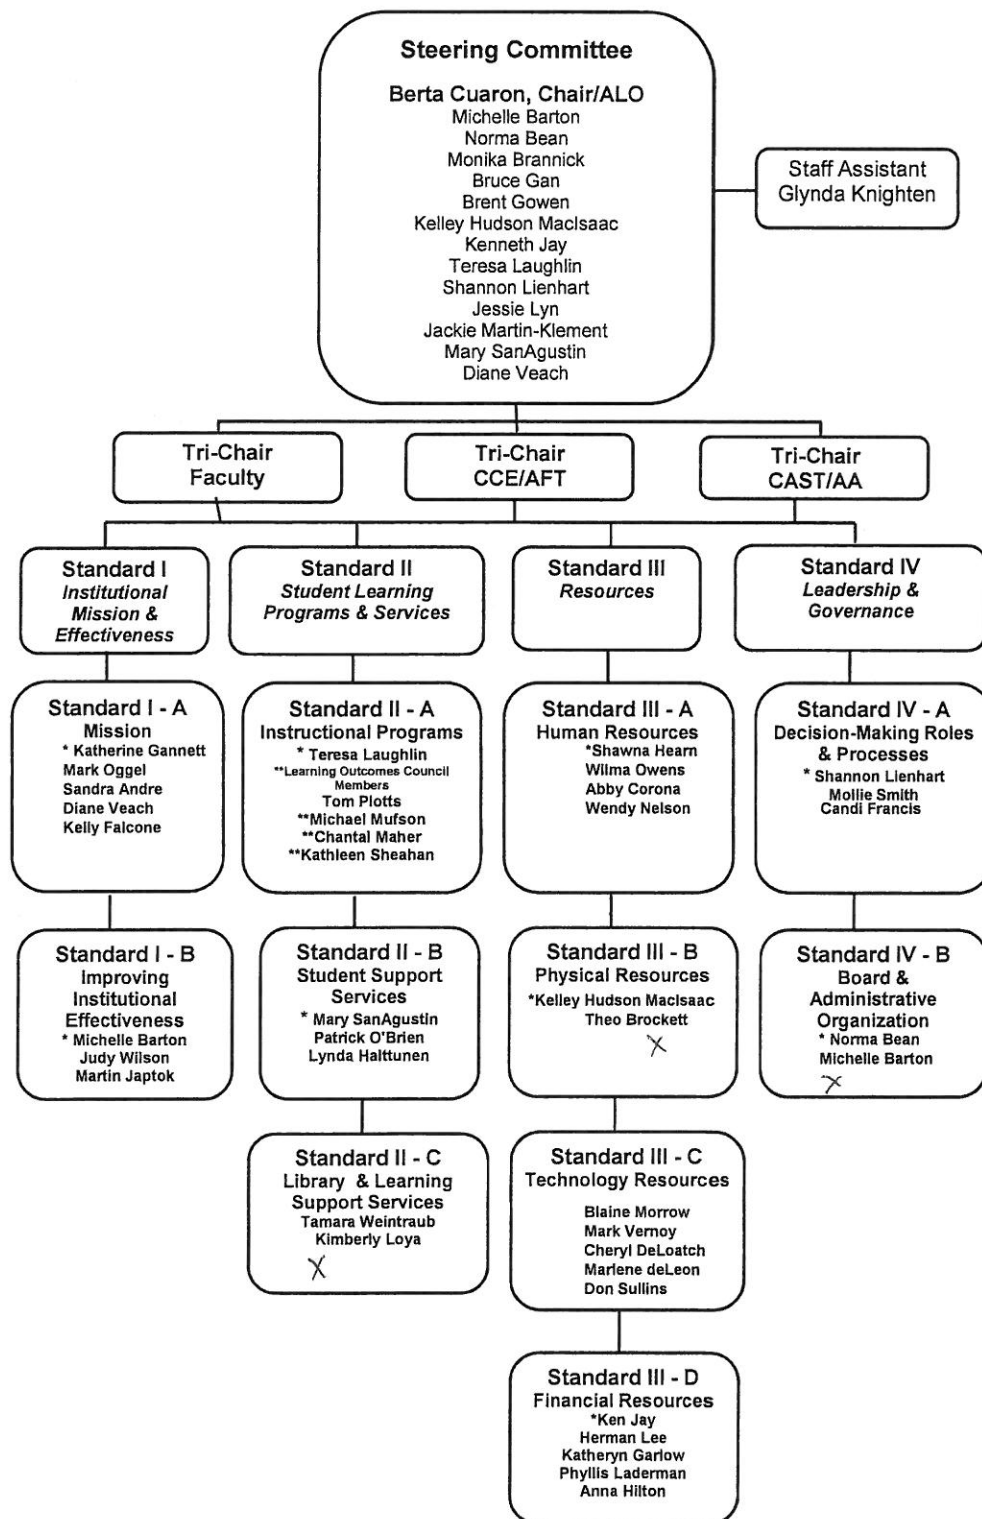 Steering Committee
Berta Cuaron, Chair/ALO
Michelle Barton
Norma Bean
Monika Brannick
Bruce Gan
Brent Gowen
Kelley Hudson MacIsaac
Kenneth Jay
Teresa Laughlin
Shannon Lienhart
Jessie Lyn
Jackie Martin-Klement
Mary SanAgustin
Diane Veach
Staff Assistant
Glynda Knighten
Tri-Chair
Faculty
Tri-Chair
CCE/AFT
Tri-Chair
CAST/AA
Standard I
Institutional
Mission &
Effectiveness
Standard II
Student Learning
Programs & Services
Standard III
Resources
Standard IV
Leadership &
Governance
Standard I - A
Mission
* Katherine Gannett
Mark Oggel
Sandra Andre
Diane Veach
Kelly Falcone
Standard II - A
Instructional Programs
* Teresa Laughlin
**Learning Outcomes Council
Members
Tom Plotts
**Michael Mufson
**Chantal Maher
**Kathleen Sheahan
Standard III - A
Human Resources
*Shawna Hearn
Wilma Owens
Abby Corona
Wendy Nelson
Standard IV - A
Decision-Making Roles
& Processes
* Shannon Lienhart
Mollie Smith
Candi Francis
Standard I - B
Improving
Institutional
Effectiveness
* Michelle Barton
Judy Wilson
Martin Japtok
Standard II - B
Student Support
Services
* Mary SanAgustin
Patrick O'Brien
Lynda Halttunen
Standard III - B
Physical Resources
*Kelley Hudson MacIsaac
Theo Brockett
X
Standard IV - B
Board &
Administrative
Organization
* Norma Bean
Michelle Barton
X
Standard II - C
Library & Learning
Support Services
Tamara Weintraub
Kimberly Loya
X
Standard III - C
Technology Resources
Blaine Morrow
Mark Vernoy
Cheryl DeLoatch
Marlene deLeon
Don Sullins
Standard III - D
Financial Resources
*Ken Jay
Herman Lee
Katheryn Garlow
Phyllis Laderman
Anna Hilton